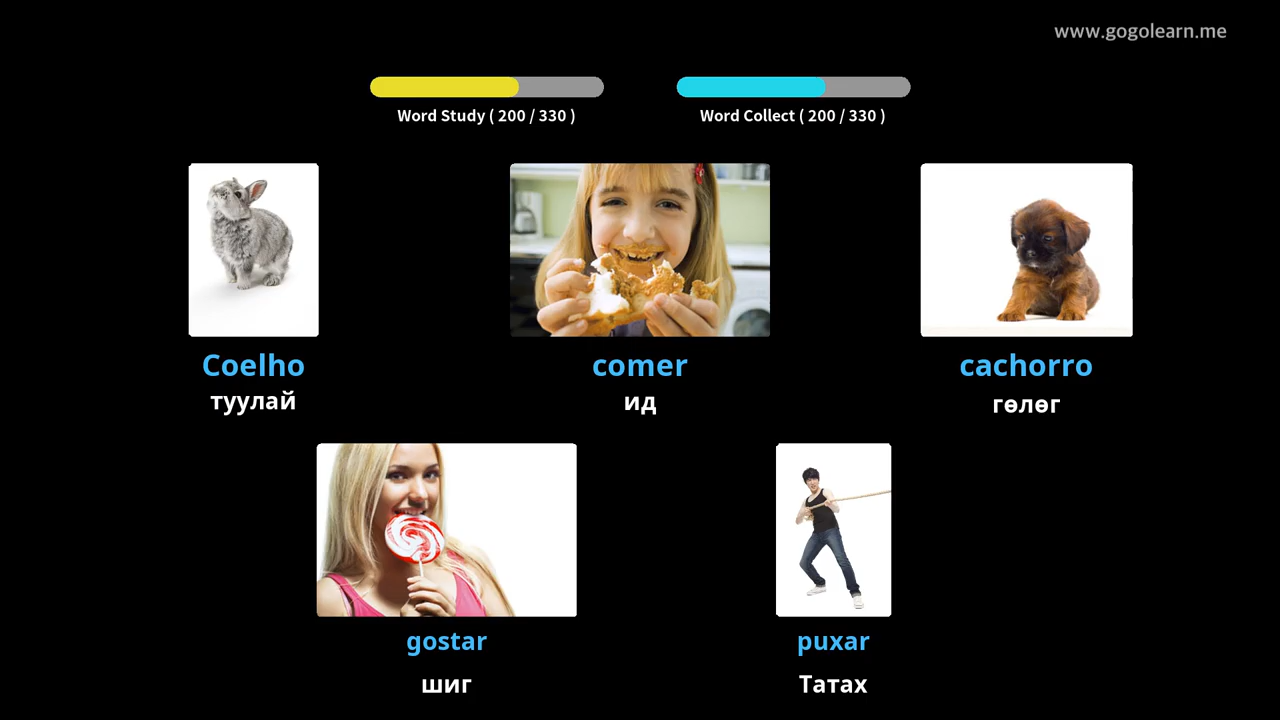 www.gogolearn.me
Word Study ( 200 / 330 )
Word Collect ( 200 / 330 )
Coelho
туулай
comer
ид
cachorro
гөлөг
gostar
шиг
puxar
Татах